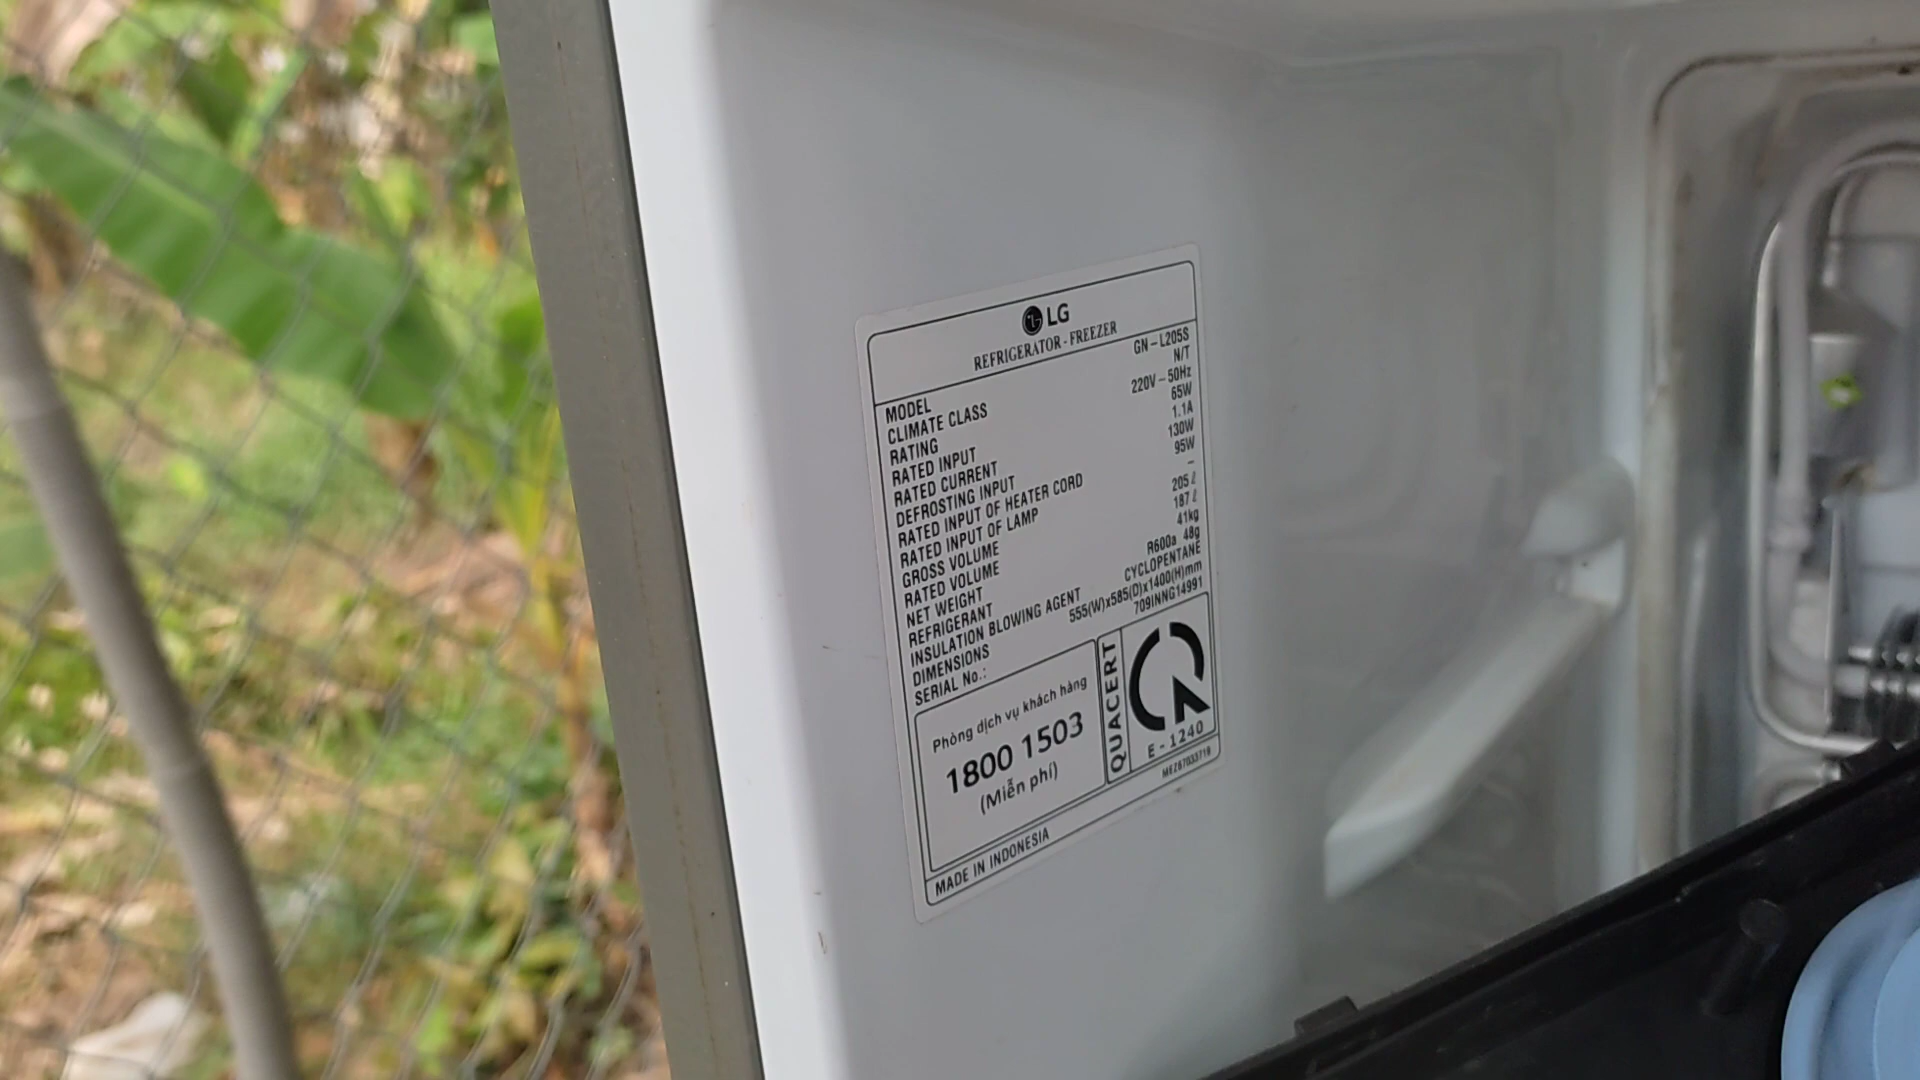 LG
REFRIGERATOR - FREEZER
MODEL GN-L205S
CLIMATE CLASS N/T
RATING 220V-50Hz
RATED INPUT 65W
RATED CURRENT 1.1A
DEFROSTING INPUT 130W
RATED INPUT OF HEATER CORD 95W
RATED INPUT OF LAMP -
GROSS VOLUME 205 ℓ
RATED VOLUME 187 ℓ
NET WEIGHT 41kg
REFRIGERANT R600a 48g
INSULATION BLOWING AGENT CYCLOPENTANE
DIMENSIONS 555(W)x585(D)x1400(H)mm
SERIAL No.: 709INNG14991
Phòng dịch vụ khách hàng
1800 1503
(Miễn phí)
QUACERT
E - 1240
MEZ67033718
MADE IN INDONESIA